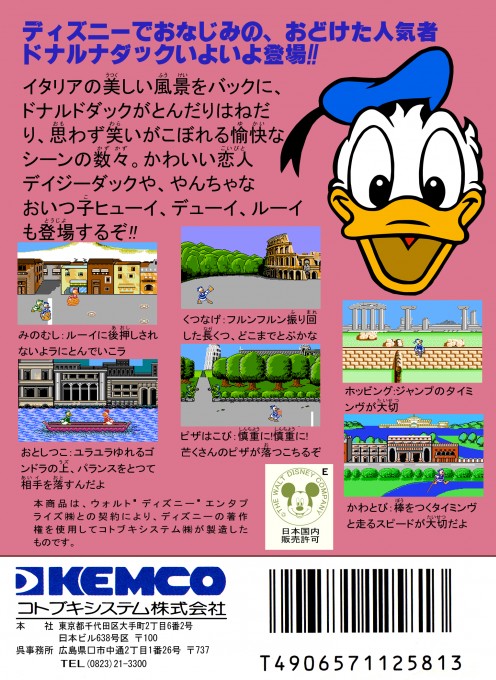 ディズニーでおなじみの、おどけた人気者
ドナルナダックいよいよ登場!!
イタリアの美しい風景をバックに、
ドナルドダックがとんだりはねだ
り、思わず笑いがこぼれる愉快な
シーンの数々。かわいい恋人
デイジーダックや、やんちゃな
おいつ子ヒューイ、デューイ、ルーイ
も登場するぞ!!
みのむし:ルーイに後押しされ
ないようにとんでいこう
くつなげ:フルンフルン振り回
した長くつ、どこまでとぶかな
ホッピング:ジャンプのタイミ
ンヴが大切
おとしつこ:ユラユラゆれるゴ
ンドラの上、バランスをとつて
相手を落すんだよ
ピザはこび:慎重に!慎重に!
芒くさんのピザが落つこちるぞ
かわとび:棒をつくタイミンヴ
と走るスピードが大切だよ
本商品は、ウォルト"ディズニー"エンタプ
ライズ㈱との契約により、ディズニーの著作
権を使用してコトブキシステム㈱が製造した
ものです。
E
©THE WALT DISNEY COMPANY
日本国内
販売許可
KEMCO
コトブキシステム株式会社
本 社 東京都千代田区大手町2丁目6番2号
日本ビル638号区 〒100
呉事務所 広島県口市中通2丁目1番26号 〒737
TEL(0823)21-3300
T4906571125813